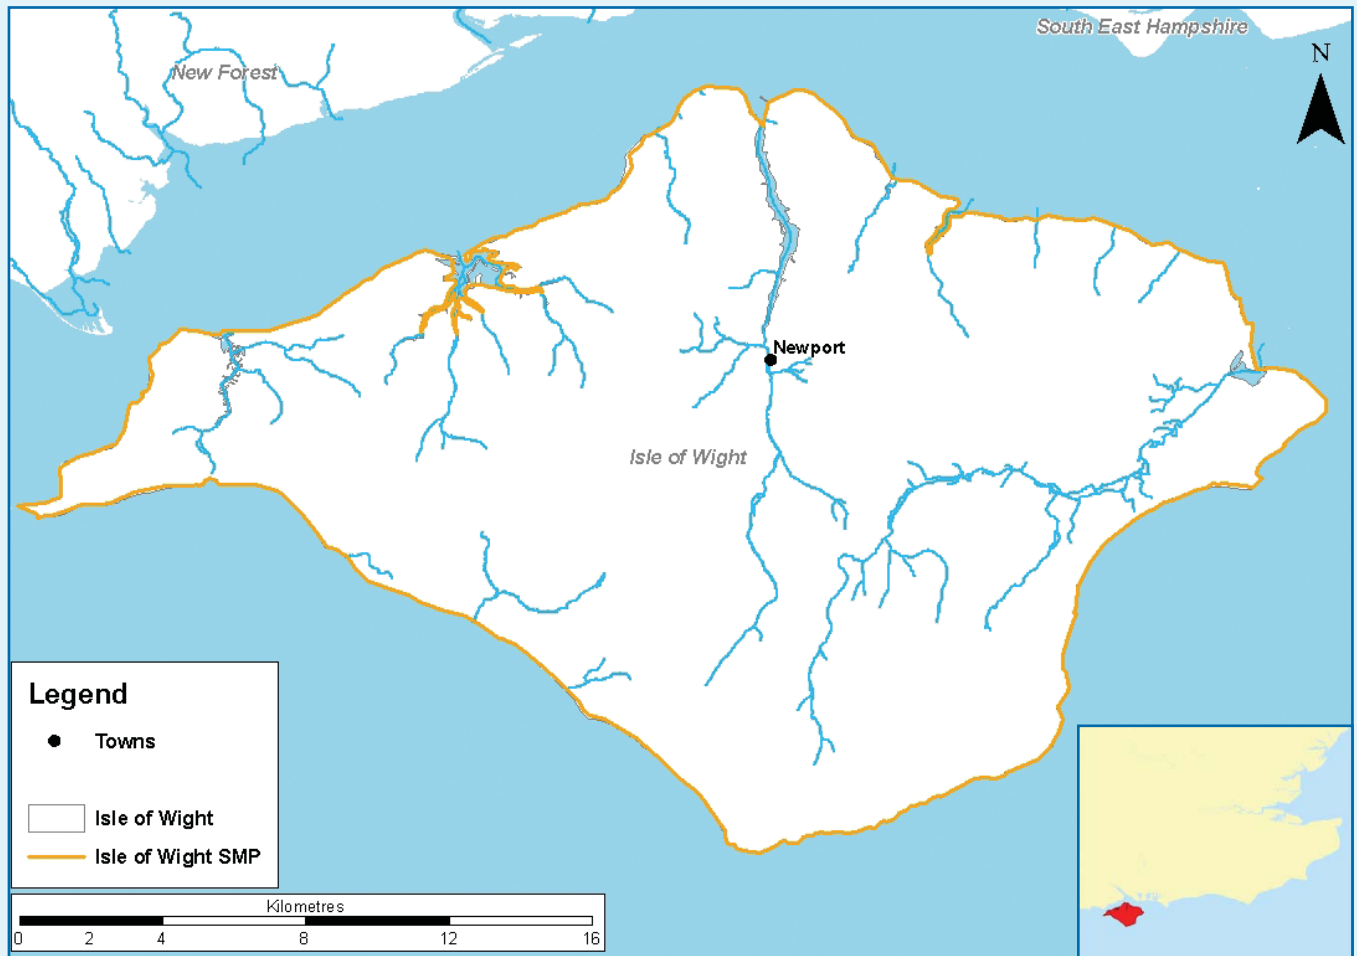 South East Hampshire
N
New Forest
Newport
Isle of Wight
Legend
Towns
Isle of Wight
Isle of Wight SMP
Kilometres
0 2 4 8 12 16